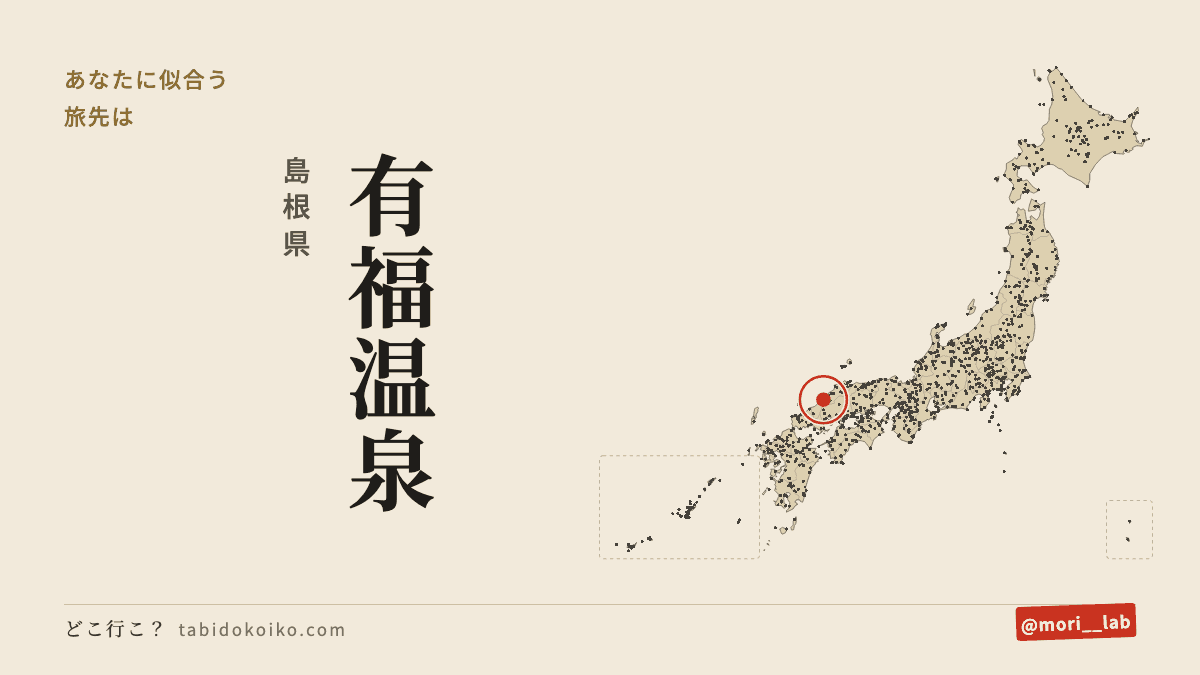 あなたに似合う
旅先は
有福温泉
島根県
どこ行こ？ tabidokoiko.com
@mori__lab